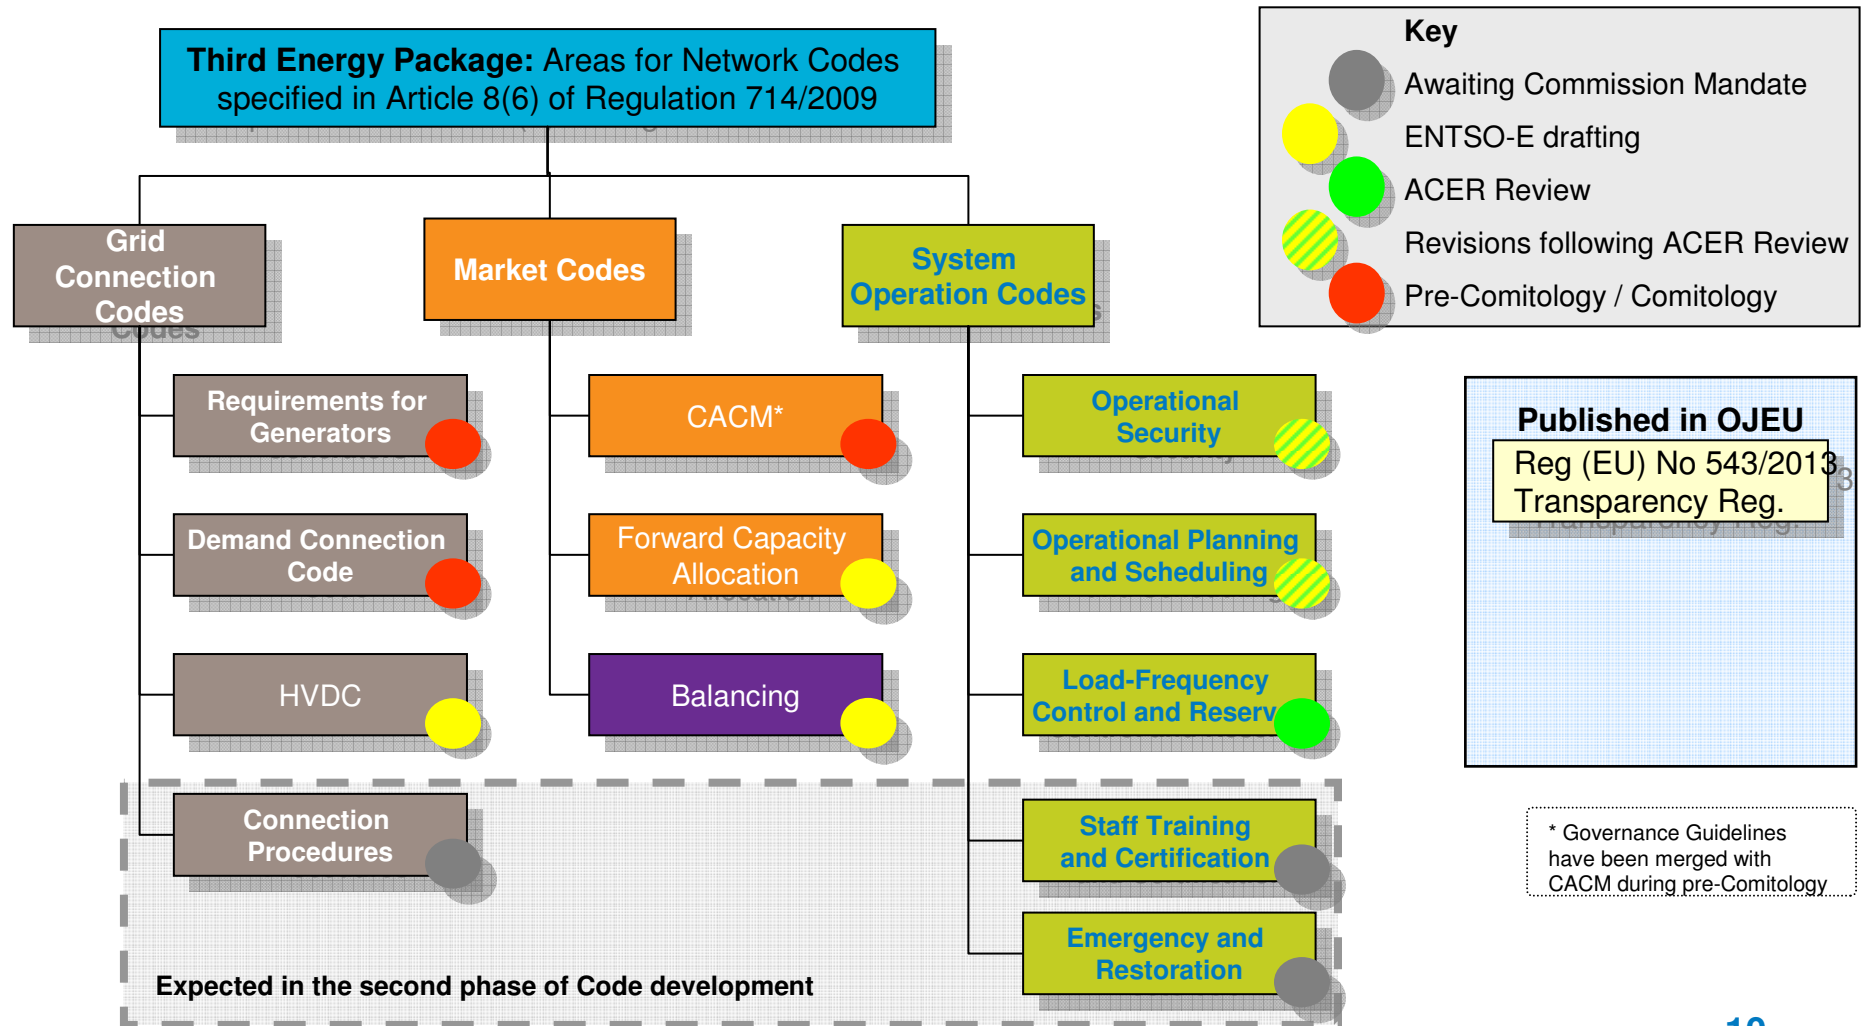 Third Energy Package: Areas for Network Codes
specified in Article 8(6) of Regulation 714/2009
Key
Awaiting Commission Mandate
ENTSO-E drafting
ACER Review
Revisions following ACER Review
Pre-Comitology / Comitology
Grid
Connection
Codes
Market Codes
System
Operation Codes
Requirements for
Generators
Demand Connection
Code
HVDC
Connection
Procedures
CACM*
Forward Capacity
Allocation
Balancing
Operational
Security
Operational Planning
and Scheduling
Load-Frequency
Control and Reserv
Staff Training
and Certification
Emergency and
Restoration
Expected in the second phase of Code development
Published in OJEU
Reg (EU) No 543/2013
Transparency Reg.
* Governance Guidelines
have been merged with
CACM during pre-Comitology